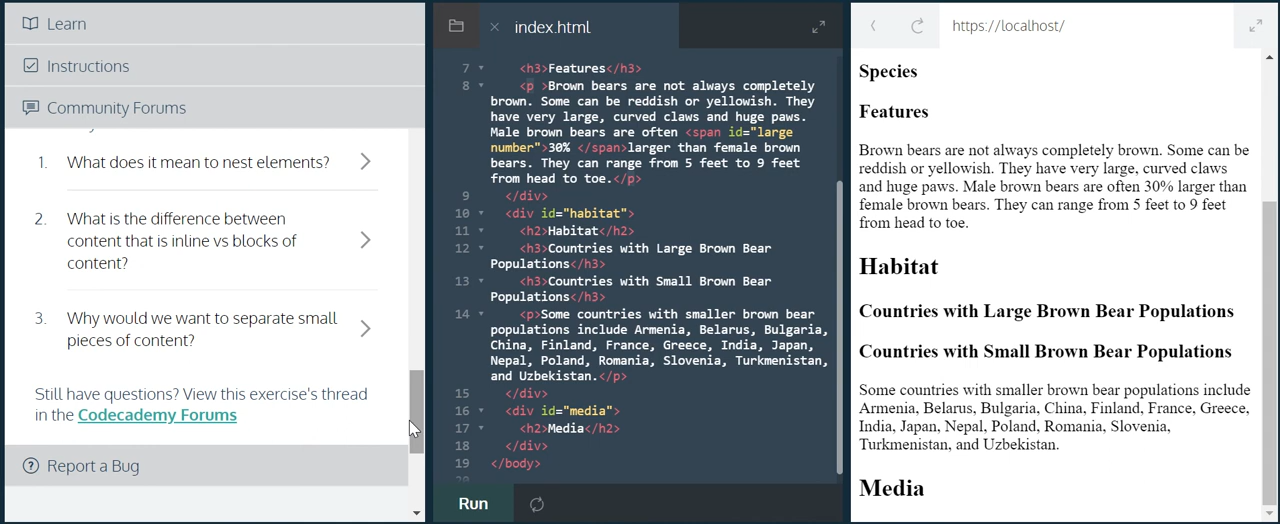 Learn
Instructions
Community Forums
1. What does it mean to nest elements?
2. What is the difference between
content that is inline vs blocks of
content?
3. Why would we want to separate small
pieces of content?
Still have questions? View this exercise's thread
in the Codecademy Forums
Report a Bug
index.html
7 <h3>Features</h3>
8 <p >Brown bears are not always completely
brown. Some can be reddish or yellowish. They
have very large, curved claws and huge paws.
Male brown bears are often <span id="large
number">30% </span>larger than female brown
bears. They can range from 5 feet to 9 feet
from head to toe.</p>
9 </div>
10 <div id="habitat">
11 <h2>Habitat</h2>
12 <h3>Countries with Large Brown Bear
Populations</h3>
13 <h3>Countries with Small Brown Bear
Populations</h3>
14 <p>Some countries with smaller brown bear
populations include Armenia, Belarus, Bulgaria,
China, Finland, France, Greece, India, Japan,
Nepal, Poland, Romania, Slovenia, Turkmenistan,
and Uzbekistan.</p>
15 </div>
16 <div id="media">
17 <h2>Media</h2>
18 </div>
19 </body>
20
Run
https://localhost/
Species
Features
Brown bears are not always completely brown. Some can be
reddish or yellowish. They have very large, curved claws
and huge paws. Male brown bears are often 30% larger than
female brown bears. They can range from 5 feet to 9 feet
from head to toe.
Habitat
Countries with Large Brown Bear Populations
Countries with Small Brown Bear Populations
Some countries with smaller brown bear populations include
Armenia, Belarus, Bulgaria, China, Finland, France, Greece,
India, Japan, Nepal, Poland, Romania, Slovenia,
Turkmenistan, and Uzbekistan.
Media